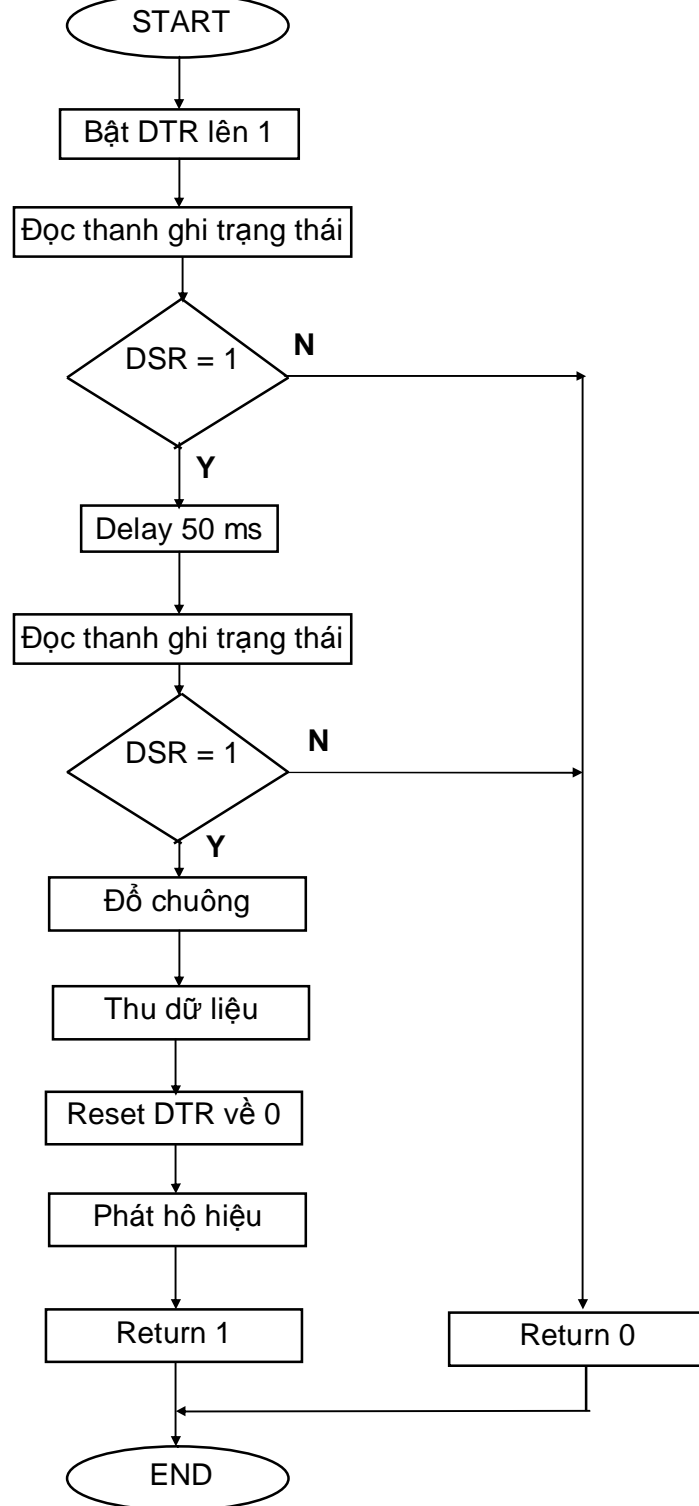 START
Bật DTR lên 1
Đọc thanh ghi trạng thái
DSR = 1
N
Y
Delay 50 ms
Đọc thanh ghi trạng thái
DSR = 1
N
Y
Đổ chuông
Thu dữ liệu
Reset DTR về 0
Phát hô hiệu
Return 1
Return 0
END